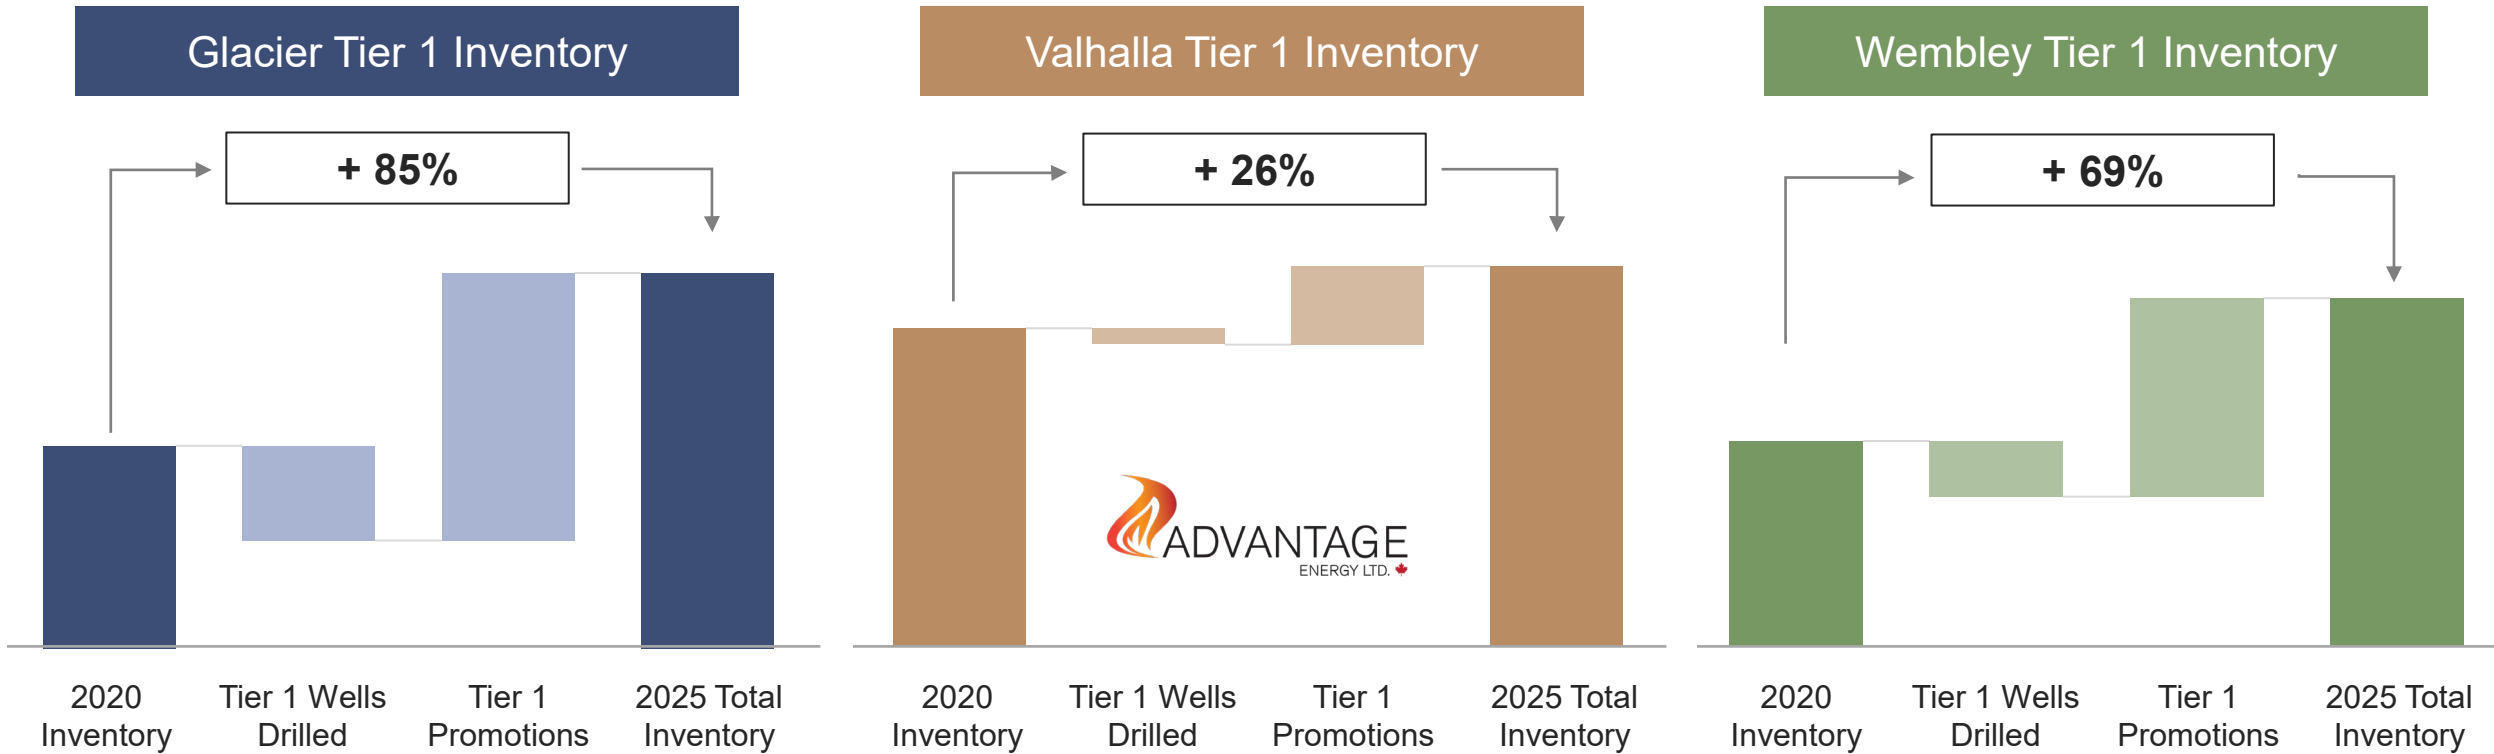 Glacier Tier 1 Inventory
+ 85%
2020
Inventory
Tier 1 Wells
Drilled
Tier 1
Promotions
2025 Total
Inventory
Valhalla Tier 1 Inventory
+ 26%
ADVANTAGE
ENERGY LTD.
2020
Inventory
Tier 1 Wells
Drilled
Tier 1
Promotions
2025 Total
Inventory
Wembley Tier 1 Inventory
+ 69%
2020
Inventory
Tier 1 Wells
Drilled
Tier 1
Promotions
2025 Total
Inventory